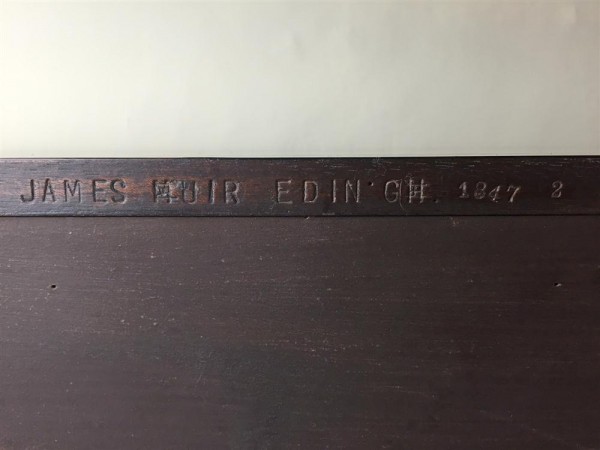 JAMES MUIR EDIN'GH. 1847 2